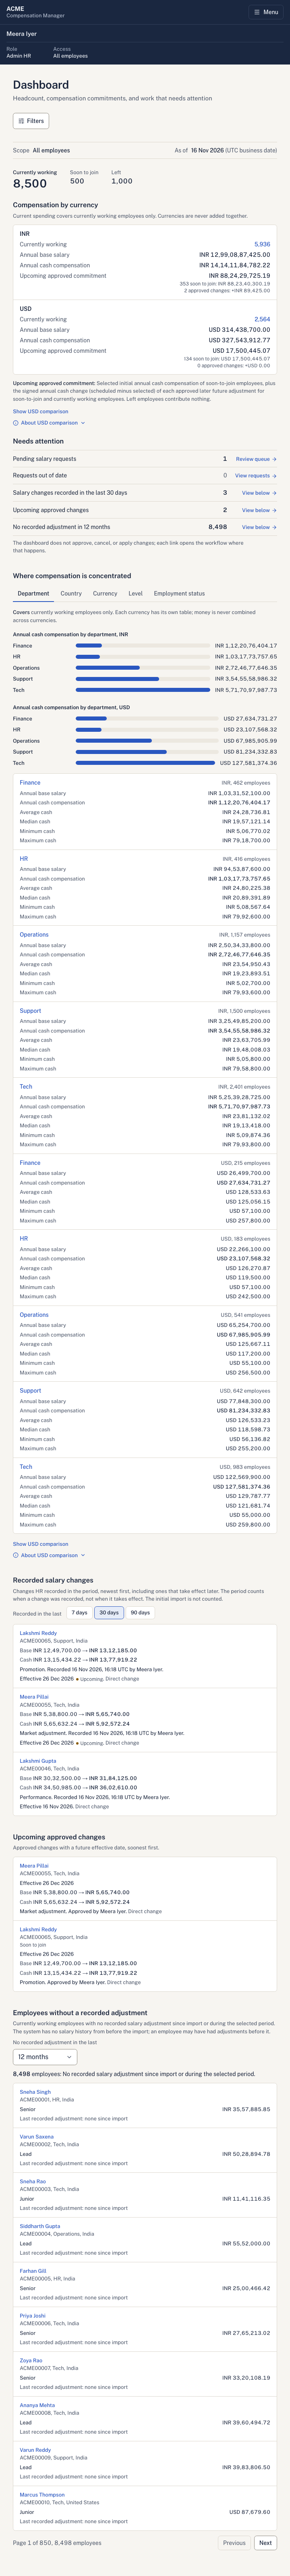 ACME
Compensation Manager
Menu
Meera Iyer
Role
Admin HR
Access
All employees
Dashboard
Headcount, compensation commitments, and work that needs attention
Filters
Scope All employees
As of 16 Nov 2026 (UTC business date)
Currently working
8,500
Soon to join
500
Left
1,000
Compensation by currency
Current spending covers currently working employees only. Currencies are never added together.
INR
Currently working 5,936
Annual base salary INR 12,99,08,87,425.00
Annual cash compensation INR 14,14,11,84,782.22
Upcoming approved commitment INR 88,24,29,725.19
353 soon to join: INR 88,23,40,300.19
2 approved changes: +INR 89,425.00
USD
Currently working 2,564
Annual base salary USD 314,438,700.00
Annual cash compensation USD 327,543,912.77
Upcoming approved commitment USD 17,500,445.07
134 soon to join: USD 17,500,445.07
0 approved changes: +USD 0.00
Upcoming approved commitment: Selected initial annual cash compensation of soon-to-join employees, plus
the signed annual cash change (scheduled minus selected) of each approved later future adjustment for
soon-to-join and currently working employees. Left employees contribute nothing.
Show USD comparison
About USD comparison
Needs attention
Pending salary requests 1 Review queue →
Requests out of date 0 View requests →
Salary changes recorded in the last 30 days 3 View below →
Upcoming approved changes 2 View below →
No recorded adjustment in 12 months 8,498 View below →
The dashboard does not approve, cancel, or apply changes; each link opens the workflow where
that happens.
Where compensation is concentrated
Department Country Currency Level Employment status
Covers currently working employees only. Each currency has its own table; money is never combined
across currencies.
Annual cash compensation by department, INR
Finance INR 1,12,20,76,404.17
HR INR 1,03,17,73,757.65
Operations INR 2,72,46,77,646.35
Support INR 3,54,55,58,986.32
Tech INR 5,71,70,97,987.73
Annual cash compensation by department, USD
Finance USD 27,634,731.27
HR USD 23,107,568.32
Operations USD 67,985,905.99
Support USD 81,234,332.83
Tech USD 127,581,374.36
Finance INR, 462 employees
Annual base salary INR 1,03,31,52,100.00
Annual cash compensation INR 1,12,20,76,404.17
Average cash INR 24,28,736.81
Median cash INR 19,57,121.14
Minimum cash INR 5,06,770.02
Maximum cash INR 79,18,700.00
HR INR, 416 employees
Annual base salary INR 94,53,87,600.00
Annual cash compensation INR 1,03,17,73,757.65
Average cash INR 24,80,225.38
Median cash INR 20,89,391.89
Minimum cash INR 5,08,567.64
Maximum cash INR 79,92,600.00
Operations INR, 1,157 employees
Annual base salary INR 2,50,34,33,800.00
Annual cash compensation INR 2,72,46,77,646.35
Average cash INR 23,54,950.43
Median cash INR 19,23,893.51
Minimum cash INR 5,02,700.00
Maximum cash INR 79,93,600.00
Support INR, 1,500 employees
Annual base salary INR 3,25,49,85,200.00
Annual cash compensation INR 3,54,55,58,986.32
Average cash INR 23,63,705.99
Median cash INR 19,48,008.03
Minimum cash INR 5,05,800.00
Maximum cash INR 79,58,800.00
Tech INR, 2,401 employees
Annual base salary INR 5,25,39,28,725.00
Annual cash compensation INR 5,71,70,97,987.73
Average cash INR 23,81,132.02
Median cash INR 19,13,418.00
Minimum cash INR 5,09,874.36
Maximum cash INR 79,93,800.00
Finance USD, 215 employees
Annual base salary USD 26,499,700.00
Annual cash compensation USD 27,634,731.27
Average cash USD 128,533.63
Median cash USD 125,056.15
Minimum cash USD 57,100.00
Maximum cash USD 257,800.00
HR USD, 183 employees
Annual base salary USD 22,266,100.00
Annual cash compensation USD 23,107,568.32
Average cash USD 126,270.87
Median cash USD 119,500.00
Minimum cash USD 57,100.00
Maximum cash USD 242,500.00
Operations USD, 541 employees
Annual base salary USD 65,254,700.00
Annual cash compensation USD 67,985,905.99
Average cash USD 125,667.11
Median cash USD 117,200.00
Minimum cash USD 55,100.00
Maximum cash USD 256,500.00
Support USD, 642 employees
Annual base salary USD 77,848,300.00
Annual cash compensation USD 81,234,332.83
Average cash USD 126,533.23
Median cash USD 118,598.73
Minimum cash USD 56,136.82
Maximum cash USD 255,200.00
Tech USD, 983 employees
Annual base salary USD 122,569,900.00
Annual cash compensation USD 127,581,374.36
Average cash USD 129,787.77
Median cash USD 121,681.74
Minimum cash USD 55,000.00
Maximum cash USD 259,800.00
Show USD comparison
About USD comparison
Recorded salary changes
Changes HR recorded in the period, newest first, including ones that take effect later. The period counts
when a change was recorded, not when it takes effect. The initial import is not counted.
Recorded in the last 7 days 30 days 90 days
Lakshmi Reddy
ACME00065, Support, India
Base INR 12,49,700.00 → INR 13,12,185.00
Cash INR 13,15,434.22 → INR 13,77,919.22
Promotion. Recorded 16 Nov 2026, 16:18 UTC by Meera Iyer.
Effective 26 Dec 2026 Upcoming. Direct change
Meera Pillai
ACME00055, Tech, India
Base INR 5,38,800.00 → INR 5,65,740.00
Cash INR 5,65,632.24 → INR 5,92,572.24
Market adjustment. Recorded 16 Nov 2026, 16:18 UTC by Meera Iyer.
Effective 26 Dec 2026 Upcoming. Direct change
Lakshmi Gupta
ACME00046, Tech, India
Base INR 30,32,500.00 → INR 31,84,125.00
Cash INR 34,50,985.00 → INR 36,02,610.00
Performance. Recorded 16 Nov 2026, 16:18 UTC by Meera Iyer.
Effective 16 Nov 2026. Direct change
Upcoming approved changes
Approved changes with a future effective date, soonest first.
Meera Pillai
ACME00055, Tech, India
Effective 26 Dec 2026
Base INR 5,38,800.00 → INR 5,65,740.00
Cash INR 5,65,632.24 → INR 5,92,572.24
Market adjustment. Approved by Meera Iyer. Direct change
Lakshmi Reddy
ACME00065, Support, India
Soon to join
Effective 26 Dec 2026
Base INR 12,49,700.00 → INR 13,12,185.00
Cash INR 13,15,434.22 → INR 13,77,919.22
Promotion. Approved by Meera Iyer. Direct change
Employees without a recorded adjustment
Currently working employees with no recorded salary adjustment since import or during the selected period.
The system has no salary history from before the import; an employee may have had adjustments before it.
No recorded adjustment in the last
12 months
8,498 employees: No recorded salary adjustment since import or during the selected period.
Sneha Singh
ACME00001, HR, India
Senior INR 35,57,885.85
Last recorded adjustment: none since import
Varun Saxena
ACME00002, Tech, India
Lead INR 50,28,894.78
Last recorded adjustment: none since import
Sneha Rao
ACME00003, Tech, India
Junior INR 11,41,116.35
Last recorded adjustment: none since import
Siddharth Gupta
ACME00004, Operations, India
Lead INR 55,52,000.00
Last recorded adjustment: none since import
Farhan Gill
ACME00005, HR, India
Senior INR 25,00,466.42
Last recorded adjustment: none since import
Priya Joshi
ACME00006, Tech, India
Senior INR 27,65,213.02
Last recorded adjustment: none since import
Zoya Rao
ACME00007, Tech, India
Senior INR 33,20,108.19
Last recorded adjustment: none since import
Ananya Mehta
ACME00008, Tech, India
Lead INR 39,60,494.72
Last recorded adjustment: none since import
Varun Reddy
ACME00009, Support, India
Lead INR 39,83,806.50
Last recorded adjustment: none since import
Marcus Thompson
ACME00010, Tech, United States
Junior USD 87,679.60
Last recorded adjustment: none since import
Page 1 of 850, 8,498 employees
Previous Next